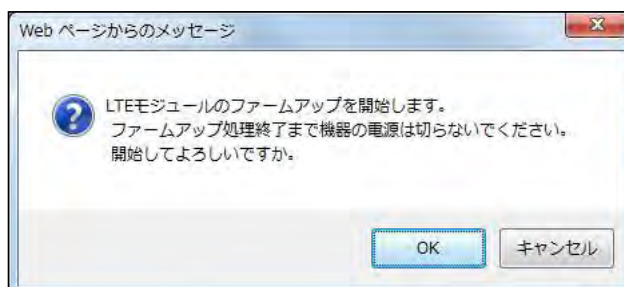 Web ページからのメッセージ
LTEモジュールのファームアップを開始します。
ファームアップ処理終了まで機器の電源は切らないでください。
開始してよろしいですか。
OK
キャンセル